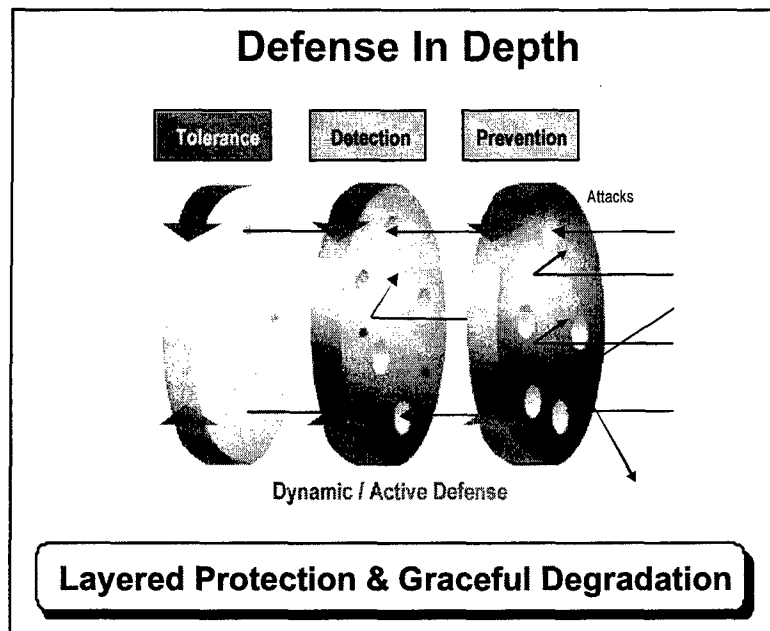 Defense In Depth
Tolerance Detection Prevention
Attacks
Dynamic / Active Defense
Layered Protection & Graceful Degradation